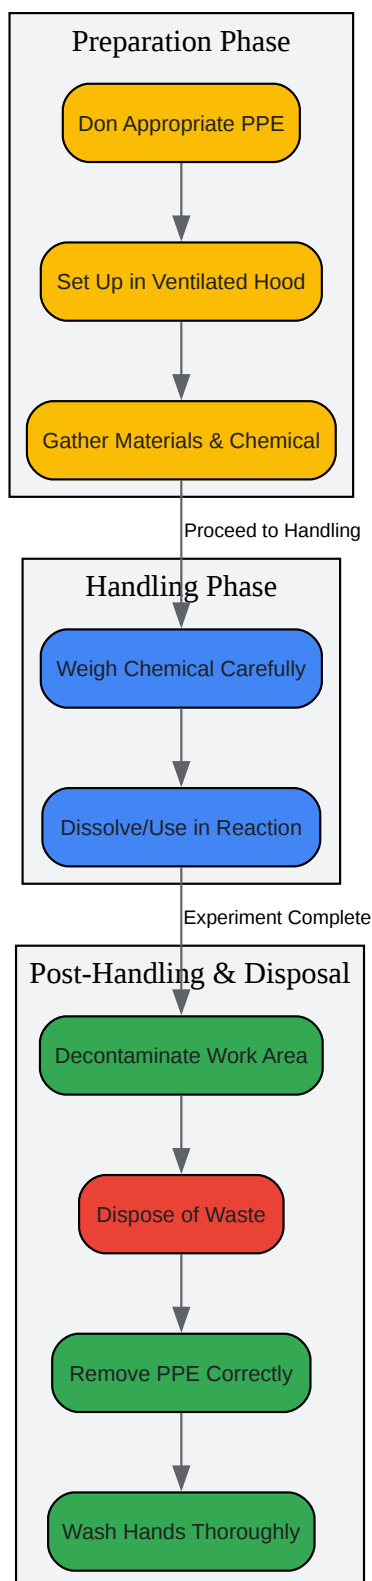 Preparation Phase
Don Appropriate PPE
Set Up in Ventilated Hood
Gather Materials & Chemical
Proceed to Handling
Handling Phase
Weigh Chemical Carefully
Dissolve/Use in Reaction
Experiment Complete
Post-Handling & Disposal
Decontaminate Work Area
Dispose of Waste
Remove PPE Correctly
Wash Hands Thoroughly